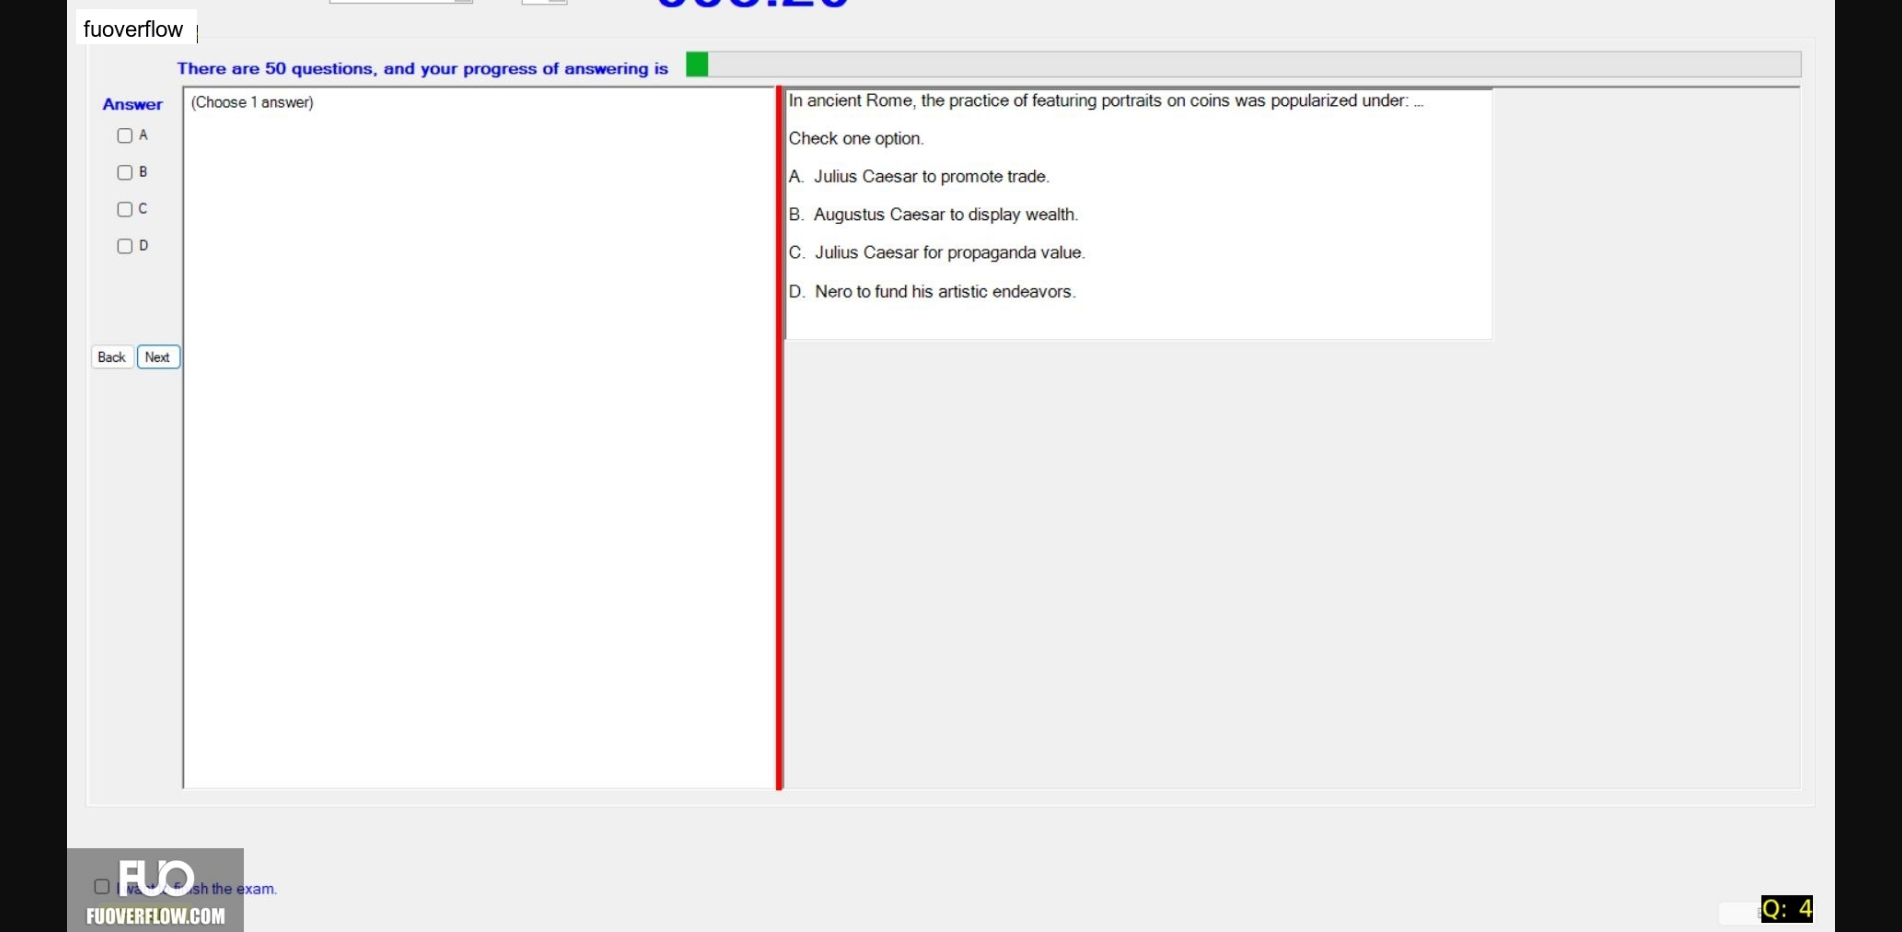 fuoverflow
There are 50 questions, and your progress of answering is
Answer
(Choose 1 answer)
A
B
C
D
Back Next
In ancient Rome, the practice of featuring portraits on coins was popularized under: ...
Check one option.
A. Julius Caesar to promote trade.
B. Augustus Caesar to display wealth.
C. Julius Caesar for propaganda value.
D. Nero to fund his artistic endeavors.
FUO
I want finish the exam.
FUOVERFLOW.COM
Q: 4